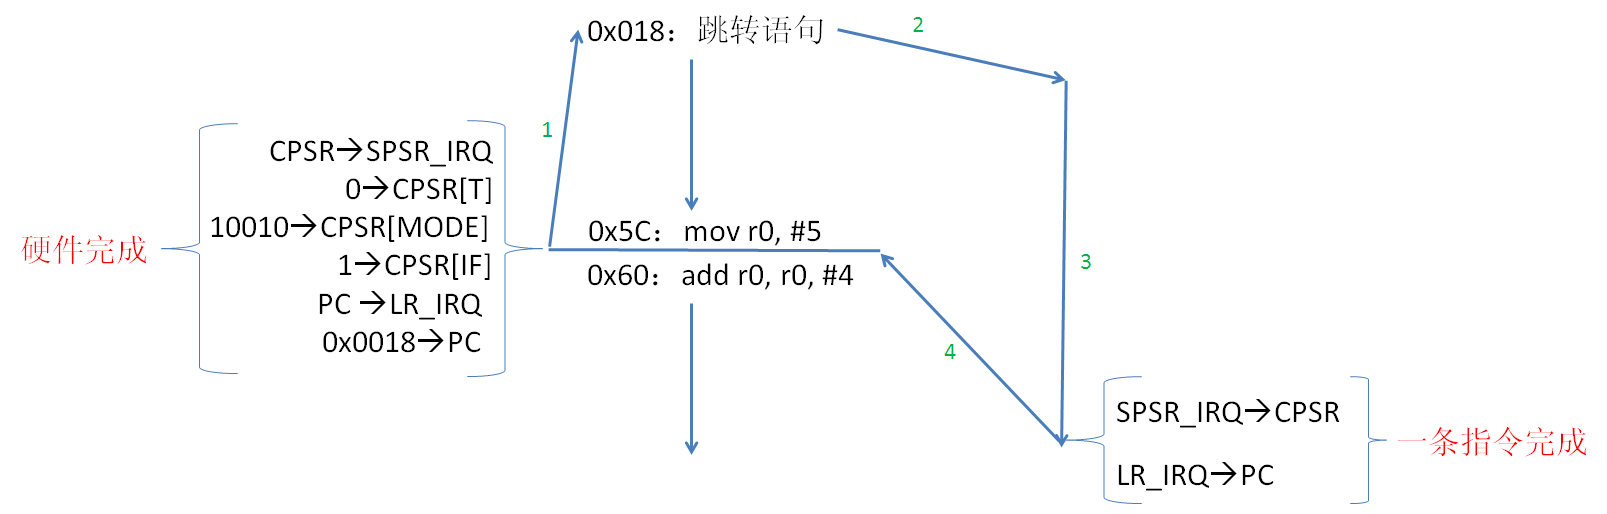 0x018：跳转语句
2
1
CPSR→SPSR_IRQ
0→CPSR[T]
10010→CPSR[MODE]
1→CPSR[IF]
PC→LR_IRQ
0x0018→PC
硬件完成
0x5C：mov r0, #5
0x60：add r0, r0, #4
3
4
SPSR_IRQ→CPSR
LR_IRQ→PC
一条指令完成